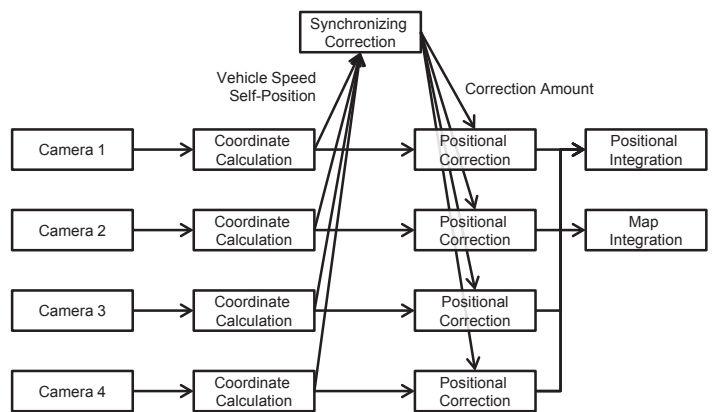 Synchronizing
Correction
Vehicle Speed
Self-Position
Correction Amount
Camera 1
Coordinate
Calculation
Positional
Correction
Positional
Integration
Camera 2
Coordinate
Calculation
Positional
Correction
Map
Integration
Camera 3
Coordinate
Calculation
Positional
Correction
Camera 4
Coordinate
Calculation
Positional
Correction